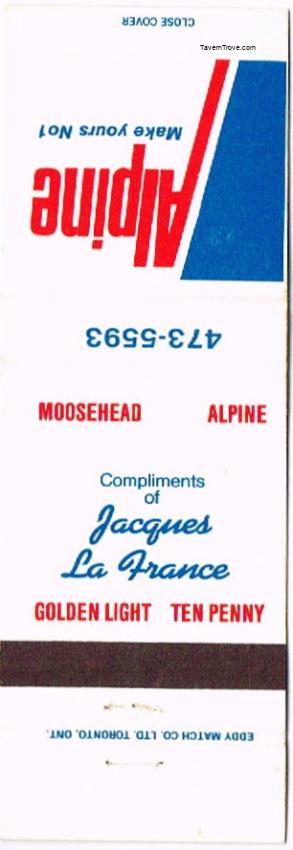 CLOSE COVER
TavernTrove.com
Make yours No1
Alpine
473-5593
MOOSEHEAD ALPINE
Compliments
of
Jacques
La France
GOLDEN LIGHT TEN PENNY
EDDY MATCH CO. LTD. TORONTO, ONT.